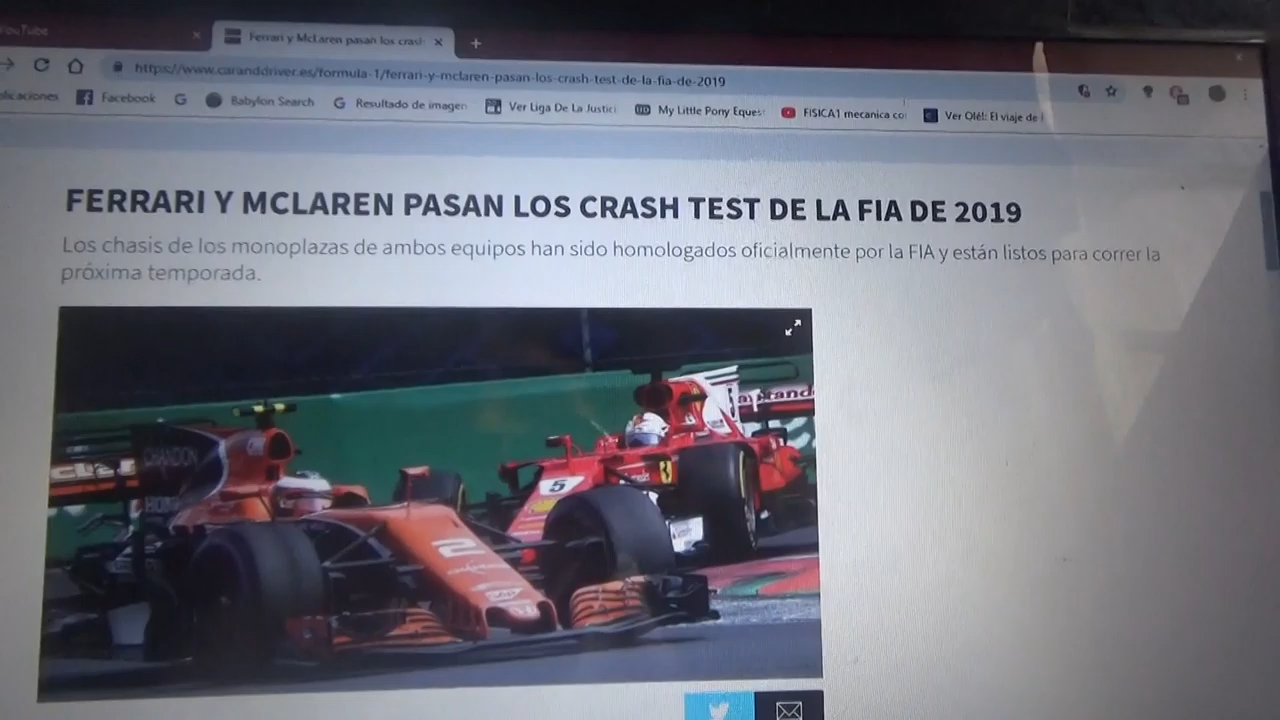 YouTube
Ferrari y McLaren pasan los crash
https://www.caranddriver.es/formula-1/ferrari-y-mclaren-pasan-los-crash-test-de-la-fia-de-2019
plicaciones Facebook Babylon Search Resultado de imagen Ver Liga De La Justici My Little Pony Equest FISICA1 mecanica co Ver Olé!: El viaje de
FERRARI Y MCLAREN PASAN LOS CRASH TEST DE LA FIA DE 2019
Los chasis de los monoplazas de ambos equipos han sido homologados oficialmente por la FIA y están listos para correr la
próxima temporada.
CHANDON
5
2